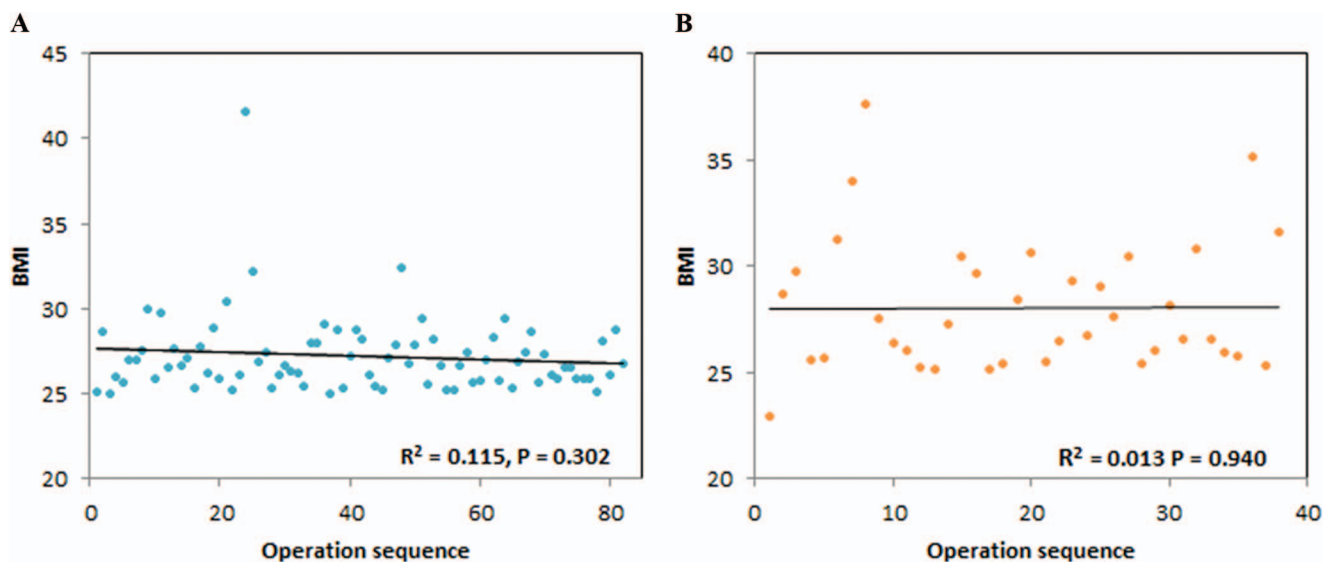 A
45
40
35
30
25
20
BMI
R² = 0.115, P = 0.302
0 20 40 60 80
Operation sequence
B
40
35
30
25
20
BMI
R² = 0.013 P = 0.940
0 10 20 30 40
Operation sequence